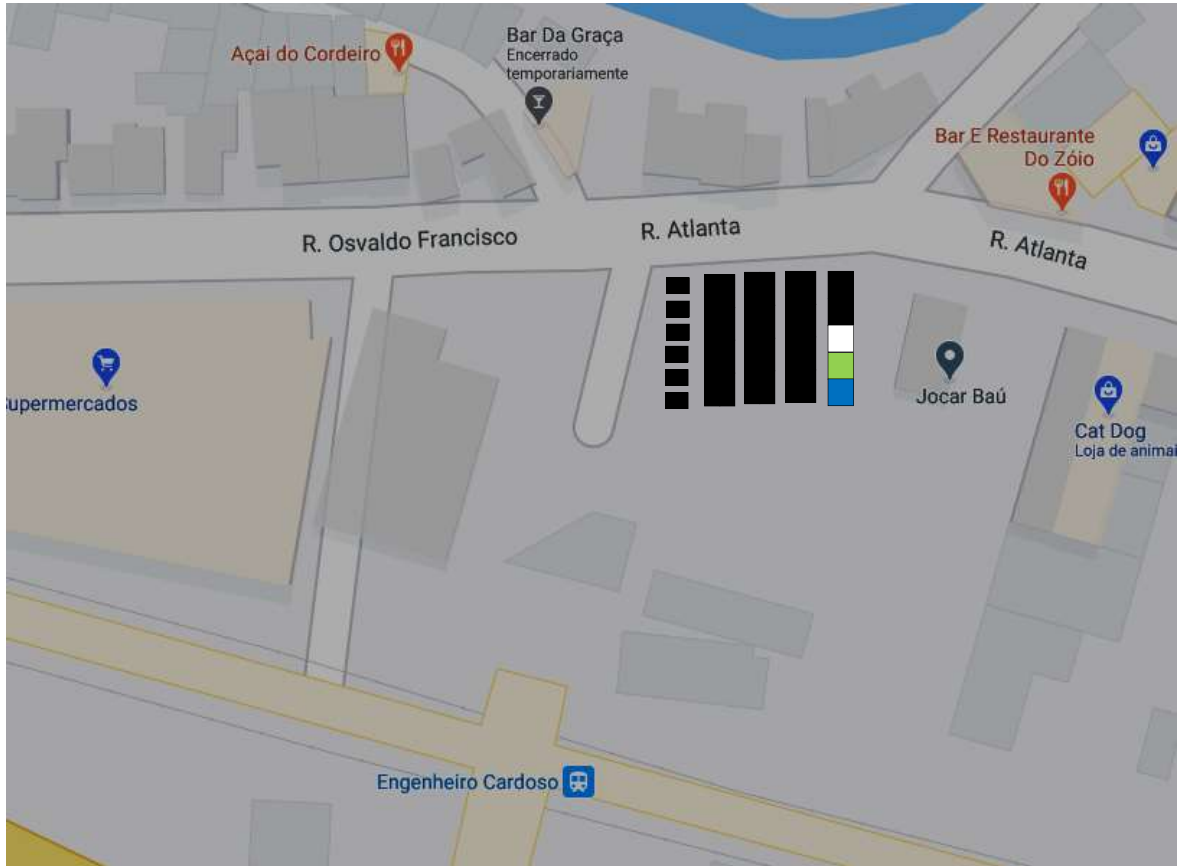 Bar Da Graça
Encerrado
temporariamente
Açai do Cordeiro
Bar E Restaurante
Do Zóio
R. Osvaldo Francisco
R. Atlanta
R. Atlanta
Supermercados
Jocar Baú
Cat Dog
Loja de animai
Engenheiro Cardoso